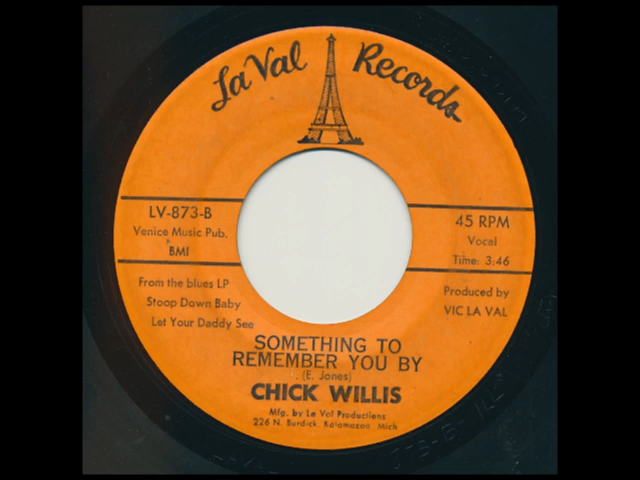 La Val Records
LV-873-B
Venice Music Pub.
BMI
45 RPM
Vocal
Time: 3:46
From the blues LP
Stoop Down Baby
Let Your Daddy See
Produced by
VIC LA VAL
SOMETHING TO
REMEMBER YOU BY
(E. Jones)
CHICK WILLIS
Mfg. by La Val Productions
226 N. Burdick, Kalamazoo, Mich